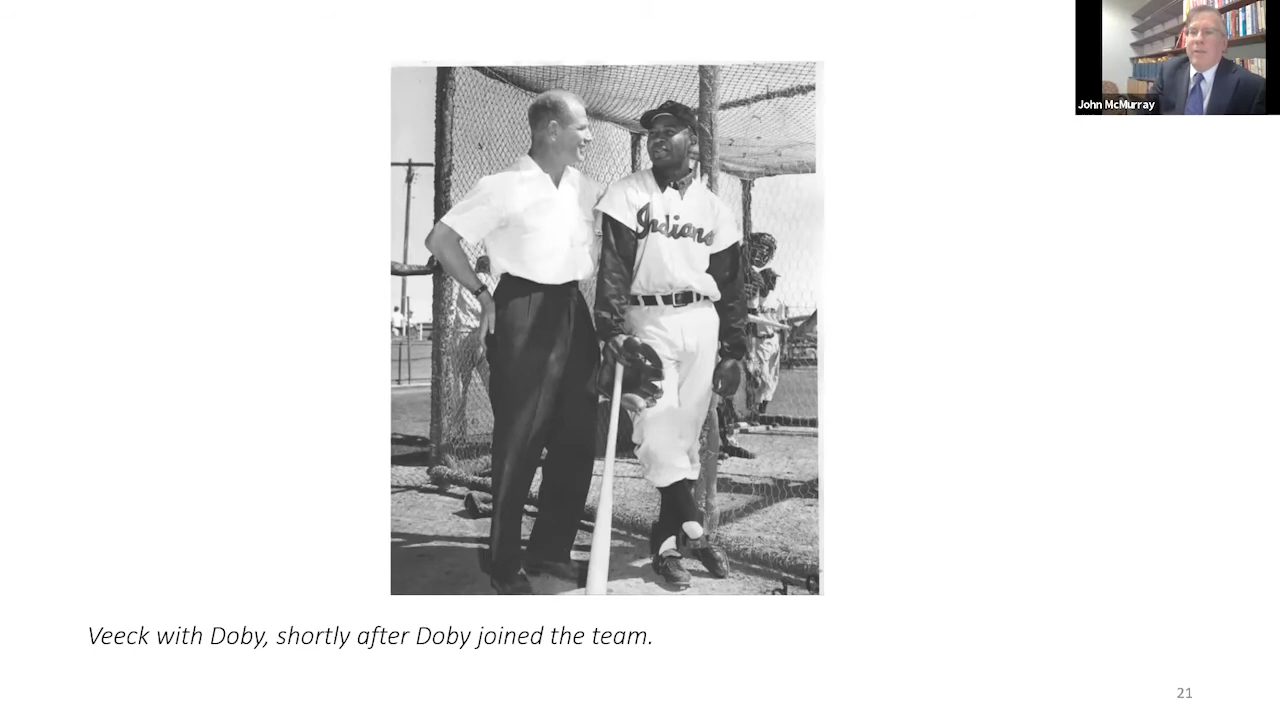 John McMurray
Indians
Veeck with Doby, shortly after Doby joined the team.
21